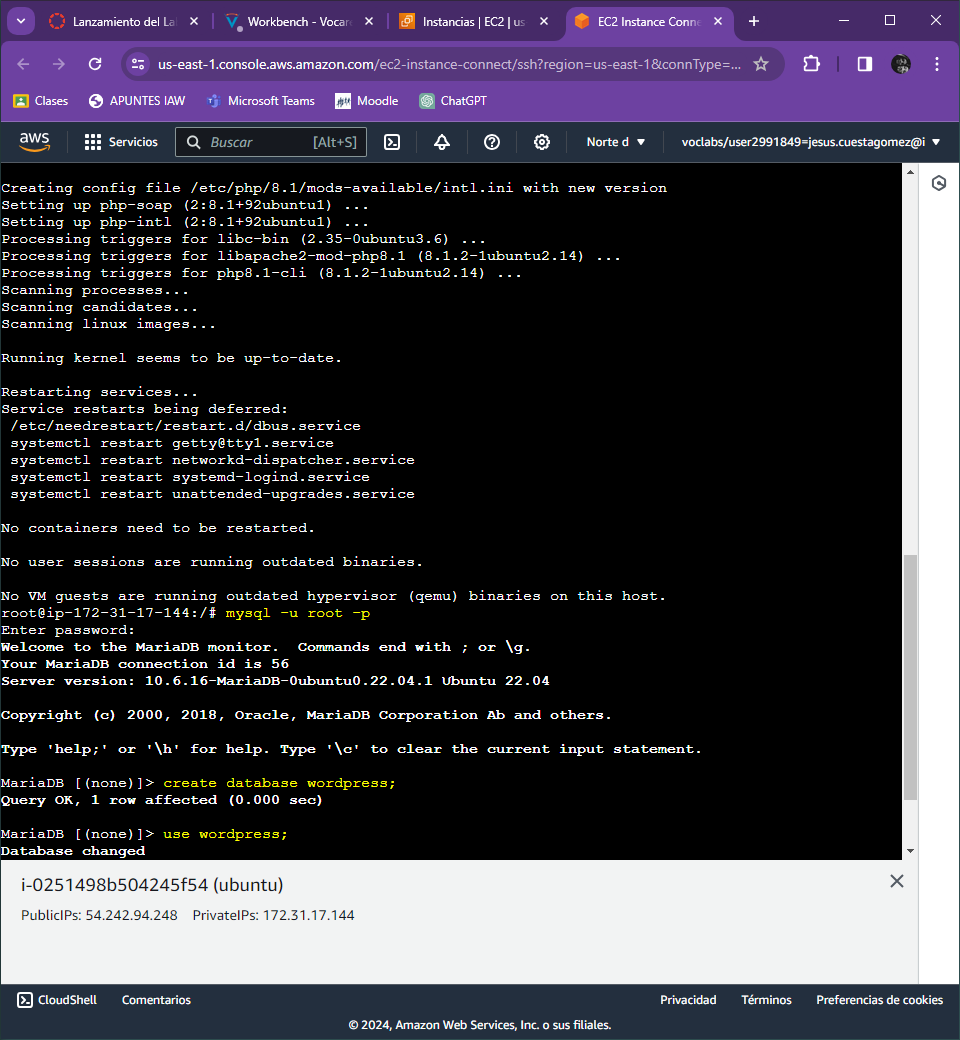 Lanzamiento del La
Workbench - Vocar
Instancias | EC2 | us
EC2 Instance Conne
us-east-1.console.aws.amazon.com/ec2-instance-connect/ssh?region=us-east-1&connType=...
Clases
APUNTES IAW
Microsoft Teams
Moodle
ChatGPT
aws
Servicios
Buscar
[Alt+S]
Norte d
voclabs/user2991849=jesus.cuestagomez@i
Creating config file /etc/php/8.1/mods-available/intl.ini with new version
Setting up php-soap (2:8.1+92ubuntu1) ...
Setting up php-intl (2:8.1+92ubuntu1) ...
Processing triggers for libc-bin (2.35-0ubuntu3.6) ...
Processing triggers for libapache2-mod-php8.1 (8.1.2-1ubuntu2.14) ...
Processing triggers for php8.1-cli (8.1.2-1ubuntu2.14) ...
Scanning processes...
Scanning candidates...
Scanning linux images...
Running kernel seems to be up-to-date.
Restarting services...
Service restarts being deferred:
/etc/needrestart/restart.d/dbus.service
systemctl restart getty@tty1.service
systemctl restart networkd-dispatcher.service
systemctl restart systemd-logind.service
systemctl restart unattended-upgrades.service
No containers need to be restarted.
No user sessions are running outdated binaries.
No VM guests are running outdated hypervisor (qemu) binaries on this host.
root@ip-172-31-17-144:/# mysql -u root -p
Enter password:
Welcome to the MariaDB monitor.  Commands end with ; or \g.
Your MariaDB connection id is 56
Server version: 10.6.16-MariaDB-0ubuntu0.22.04.1 Ubuntu 22.04
Copyright (c) 2000, 2018, Oracle, MariaDB Corporation Ab and others.
Type 'help;' or '\h' for help. Type '\c' to clear the current input statement.
MariaDB [(none)]> create database wordpress;
Query OK, 1 row affected (0.000 sec)
MariaDB [(none)]> use wordpress;
Database changed
i-0251498b504245f54 (ubuntu)
PublicIPs: 54.242.94.248 PrivateIPs: 172.31.17.144
CloudShell
Comentarios
Privacidad
Términos
Preferencias de cookies
© 2024, Amazon Web Services, Inc. o sus filiales.